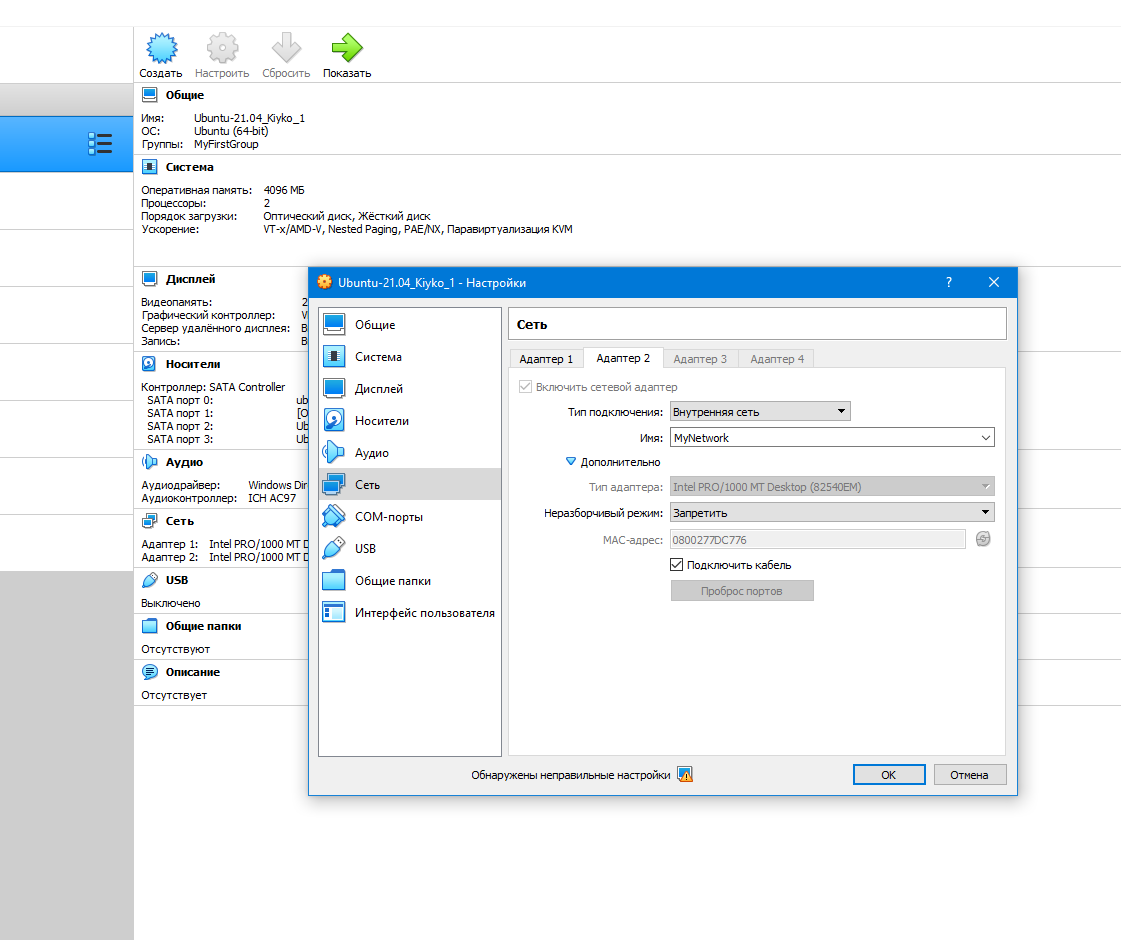 Создать Настроить Сбросить Показать
Общие
Имя: Ubuntu-21.04_Kiyko_1
ОС: Ubuntu (64-bit)
Группы: MyFirstGroup
Система
Оперативная память: 4096 МБ
Процессоры: 2
Порядок загрузки: Оптический диск, Жёсткий диск
Ускорение: VT-x/AMD-V, Nested Paging, PAE/NX, Паравиртуализация KVM
Дисплей
Видеопамять: 2
Графический контроллер: V
Сервер удалённого дисплея: В
Запись: В
Носители
Контроллер: SATA Controller
SATA порт 0: ub
SATA порт 1: [О
SATA порт 2: Ub
SATA порт 3: Ub
Аудио
Аудиодрайвер: Windows Dir
Аудиоконтроллер: ICH AC97
Сеть
Адаптер 1: Intel PRO/1000 MT D
Адаптер 2: Intel PRO/1000 MT D
USB
Выключено
Общие папки
Отсутствуют
Описание
Отсутствует
Ubuntu-21.04_Kiyko_1 - Настройки ?
Общие
Система
Дисплей
Носители
Аудио
Сеть
COM-порты
USB
Общие папки
Интерфейс пользователя
Сеть
Адаптер 1 Адаптер 2 Адаптер 3 Адаптер 4
Включить сетевой адаптер
Тип подключения: Внутренняя сеть
Имя: MyNetwork
Дополнительно
Тип адаптера: Intel PRO/1000 MT Desktop (82540EM)
Неразборчивый режим: Запретить
MAC-адрес: 0800277DC776
Подключить кабель
Проброс портов
Обнаружены неправильные настройки
OK Отмена